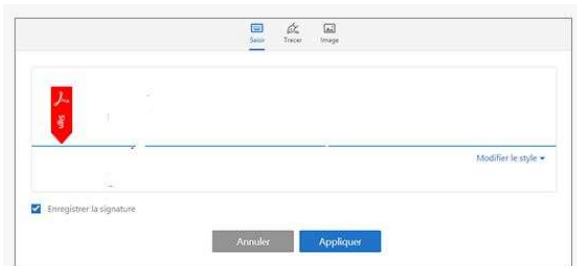 Saisir Tracer Image
Sign
Modifier le style
Enregistrer la signature
Annuler Appliquer